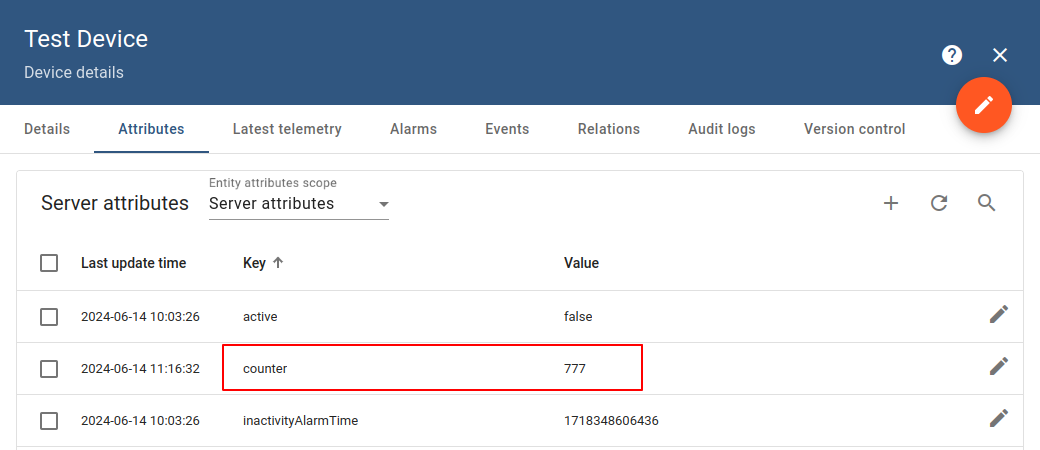 Test Device
Device details
?
Details Attributes Latest telemetry Alarms Events Relations Audit logs Version control
Entity attributes scope
Server attributes Server attributes
Last update time Key Value
2024-06-14 10:03:26 active false
2024-06-14 11:16:32 counter 777
2024-06-14 10:03:26 inactivityAlarmTime 1718348606436